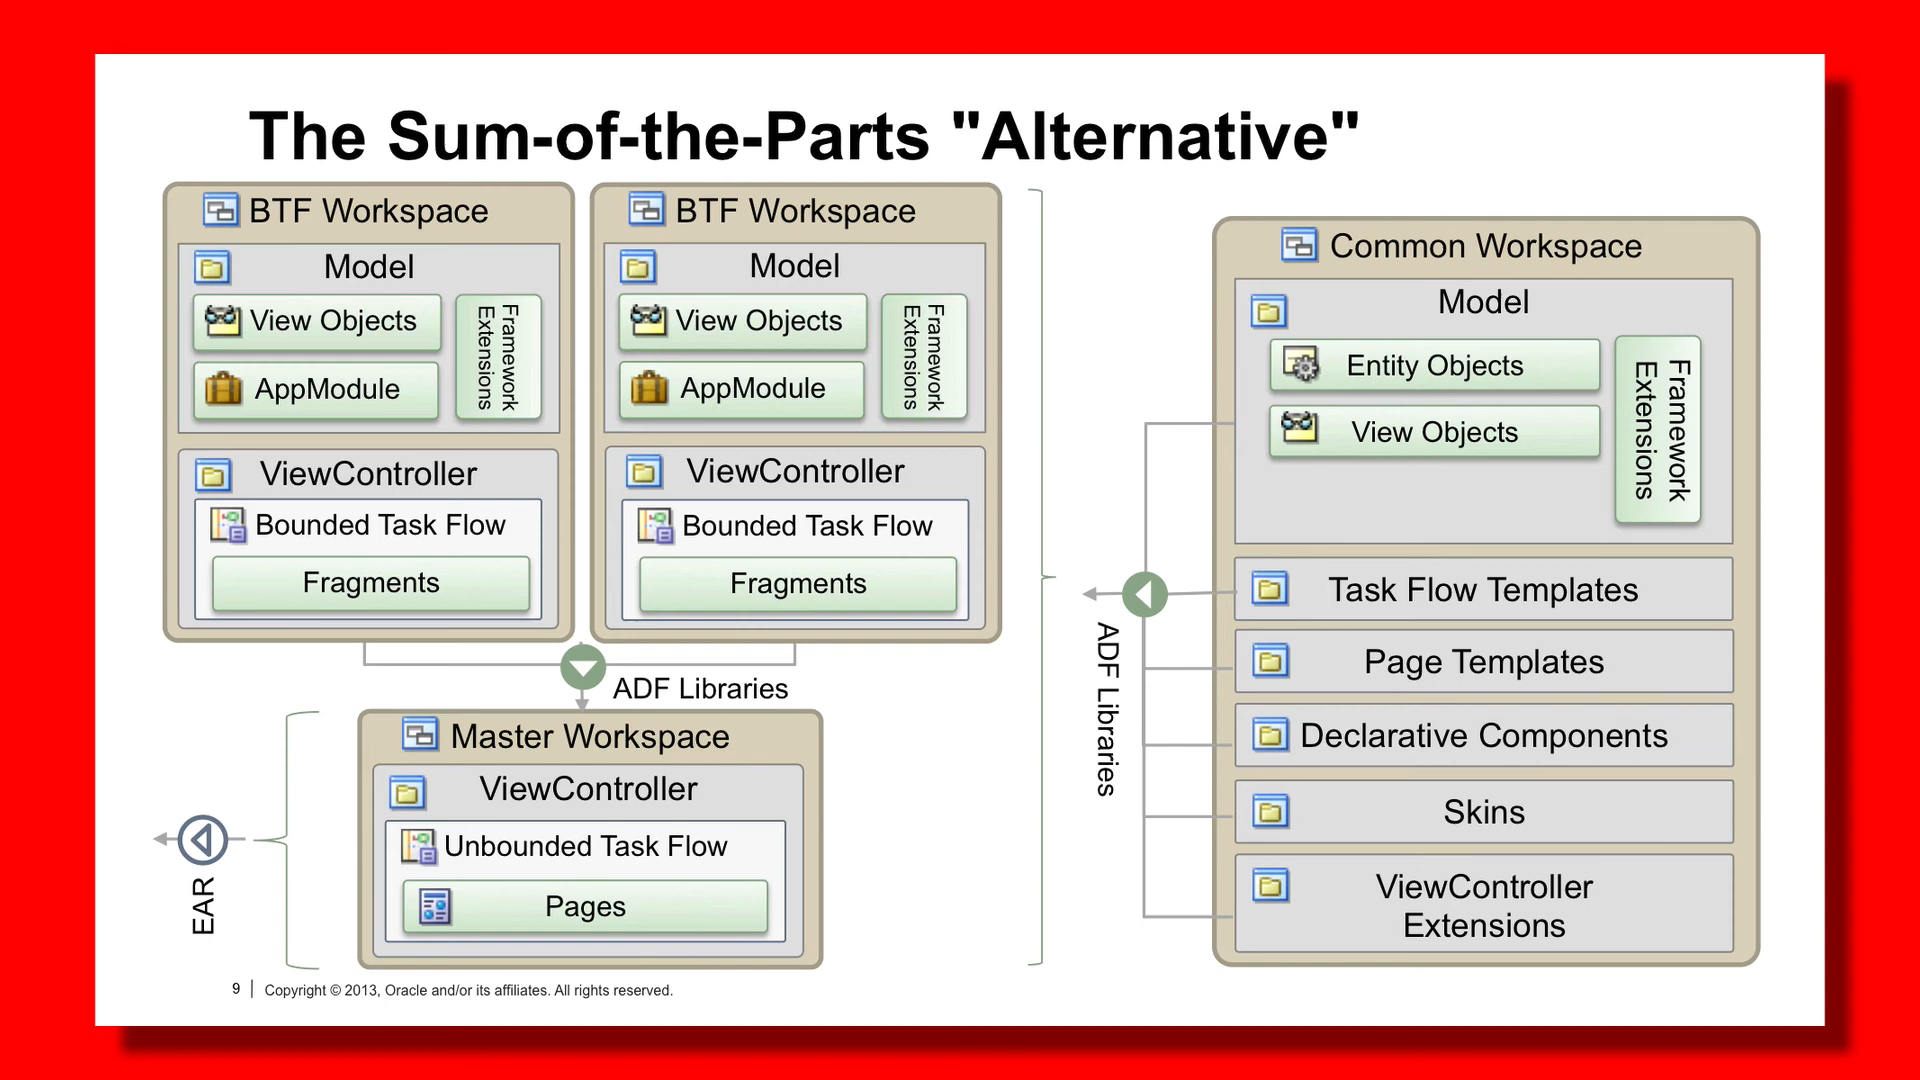 The Sum-of-the-Parts "Alternative"
BTF Workspace
Model
View Objects
AppModule
Framework
Extensions
ViewController
Bounded Task Flow
Fragments
BTF Workspace
Model
View Objects
AppModule
Framework
Extensions
ViewController
Bounded Task Flow
Fragments
ADF Libraries
Master Workspace
ViewController
Unbounded Task Flow
Pages
EAR
ADF Libraries
Common Workspace
Model
Entity Objects
View Objects
Framework
Extensions
Task Flow Templates
Page Templates
Declarative Components
Skins
ViewController
Extensions
9
Copyright © 2013, Oracle and/or its affiliates. All rights reserved.